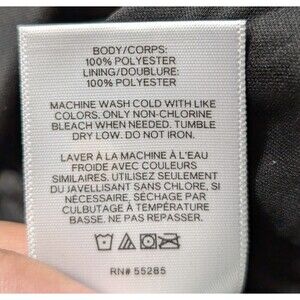 BODY/CORPS:
100% POLYESTER
LINING/DOUBLURE:
100% POLYESTER
MACHINE WASH COLD WITH LIKE
COLORS. ONLY NON-CHLORINE
BLEACH WHEN NEEDED. TUMBLE
DRY LOW. DO NOT IRON.
LAVER À LA MACHINE À L'EAU
FROIDE AVEC COULEURS
SIMILAIRES. UTILISEZ SEULEMENT
DU JAVELLISANT SANS CHLORE, SI
NÉCESSAIRE, SÉCHAGE PAR
CULBUTAGE À TEMPÉRATURE
BASSE. NE PAS REPASSER.
RN# 55285